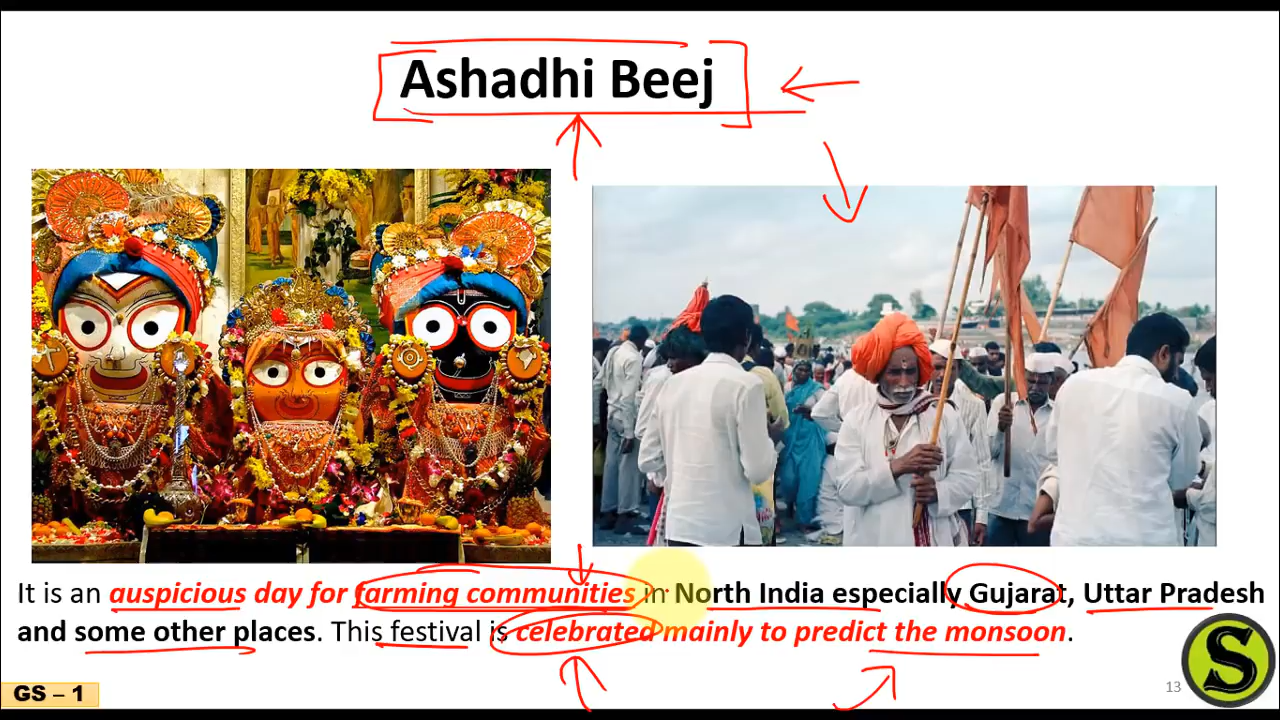 Ashadhi Beej
It is an auspicious day for farming communities in North India especially Gujarat, Uttar Pradesh
and some other places. This festival is celebrated mainly to predict the monsoon.
GS – 1
13
S